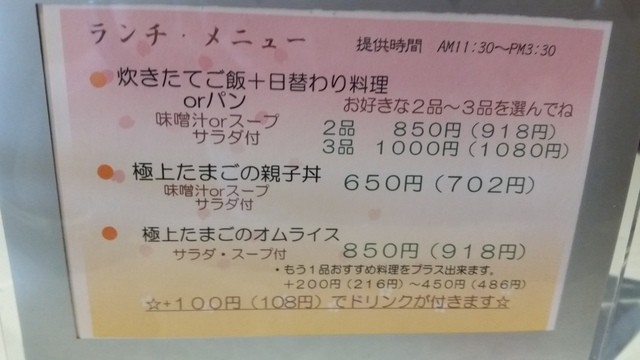 ランチ・メニュー 提供時間 AM11:30～PM3:30
炊きたてご飯＋日替わり料理
orパン お好きな２品～３品を選んでね
味噌汁orスープ
サラダ付
２品 ８５０円（９１８円）
３品 １０００円（１０８０円）
極上たまごの親子丼 ６５０円（７０２円）
味噌汁orスープ
サラダ付
極上たまごのオムライス ８５０円（９１８円）
サラダ・スープ付
・もう１品おすすめ料理をプラス出来ます。
＋２００円（２１６円）～４５０円（４８６円）
☆+１００円（１０８円）でドリンクが付きます☆